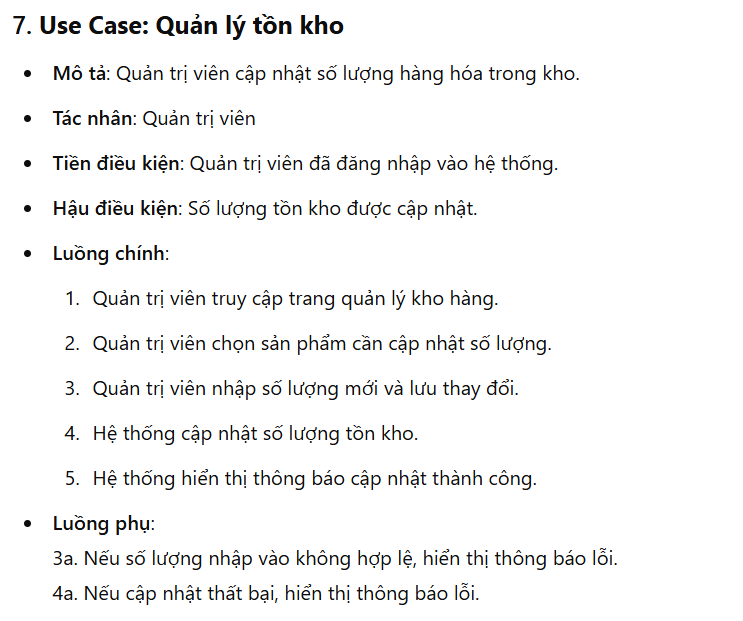 7. Use Case: Quản lý tồn kho
• Mô tả: Quản trị viên cập nhật số lượng hàng hóa trong kho.
• Tác nhân: Quản trị viên
• Tiền điều kiện: Quản trị viên đã đăng nhập vào hệ thống.
• Hậu điều kiện: Số lượng tồn kho được cập nhật.
• Luồng chính:
1. Quản trị viên truy cập trang quản lý kho hàng.
2. Quản trị viên chọn sản phẩm cần cập nhật số lượng.
3. Quản trị viên nhập số lượng mới và lưu thay đổi.
4. Hệ thống cập nhật số lượng tồn kho.
5. Hệ thống hiển thị thông báo cập nhật thành công.
• Luồng phụ:
3a. Nếu số lượng nhập vào không hợp lệ, hiển thị thông báo lỗi.
4a. Nếu cập nhật thất bại, hiển thị thông báo lỗi.